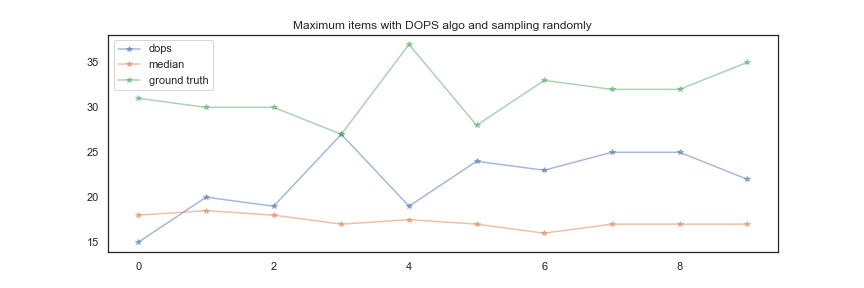 Maximum items with DOPS algo and sampling randomly
dops
median
ground truth
35
30
25
20
15
0 2 4 6 8